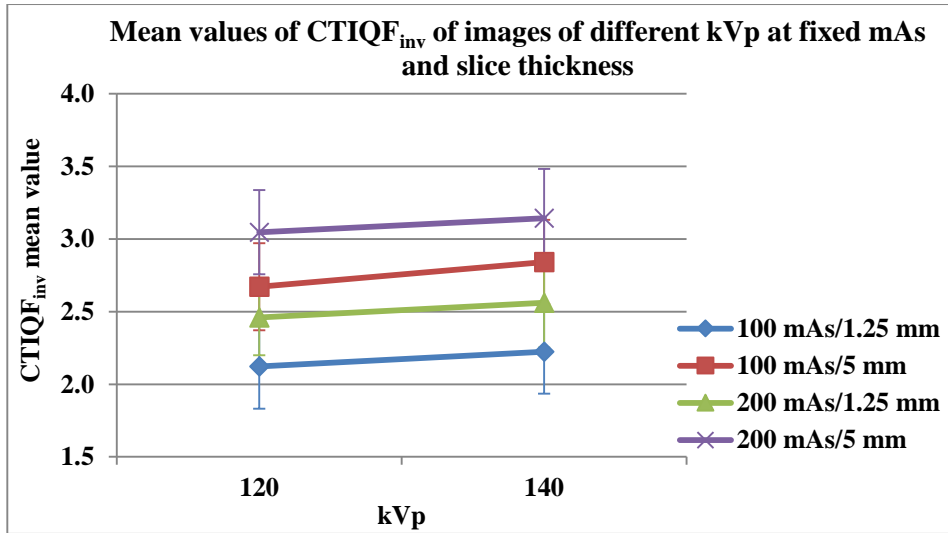 Mean values of CTIQFinv of images of different kVp at fixed mAs
and slice thickness
CTIQFinv mean value
4.0
3.5
3.0
2.5
2.0
1.5
120
140
kVp
100 mAs/1.25 mm
100 mAs/5 mm
200 mAs/1.25 mm
200 mAs/5 mm